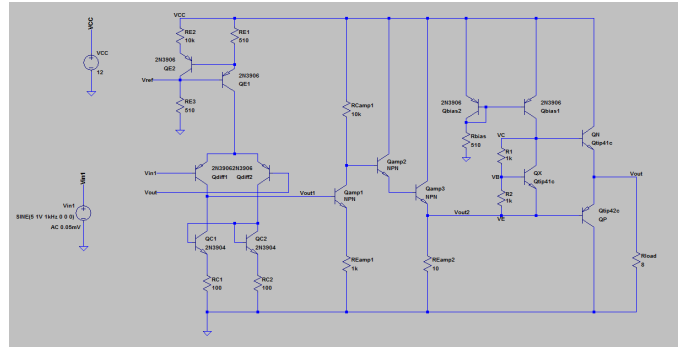 VCC
VCC
12
Vin1
Vin1
SINE(5 1V 1kHz 0 0 0)
AC 0.05mV
VCC
RE2
10k
RE1
510
2N3906
QE2
2N3906
QE1
Vref
RE3
510
Vin1
2N39062N3906
Qdiff1 Qdiff2
Vout
Vout1
QC1
2N3904
QC2
2N3904
RC1
100
RC2
100
RCamp1
10k
Qamp1
NPN
Qamp2
NPN
Qamp3
NPN
REamp1
1k
REamp2
10
Vout2
2N3906
Qbias2
2N3906
Qbias1
Rbias
510
VC
R1
1k
VB
R2
1k
VE
QX
Qtip41c
QN
Qtip41c
Vout
Qtip42c
QP
Rload
8